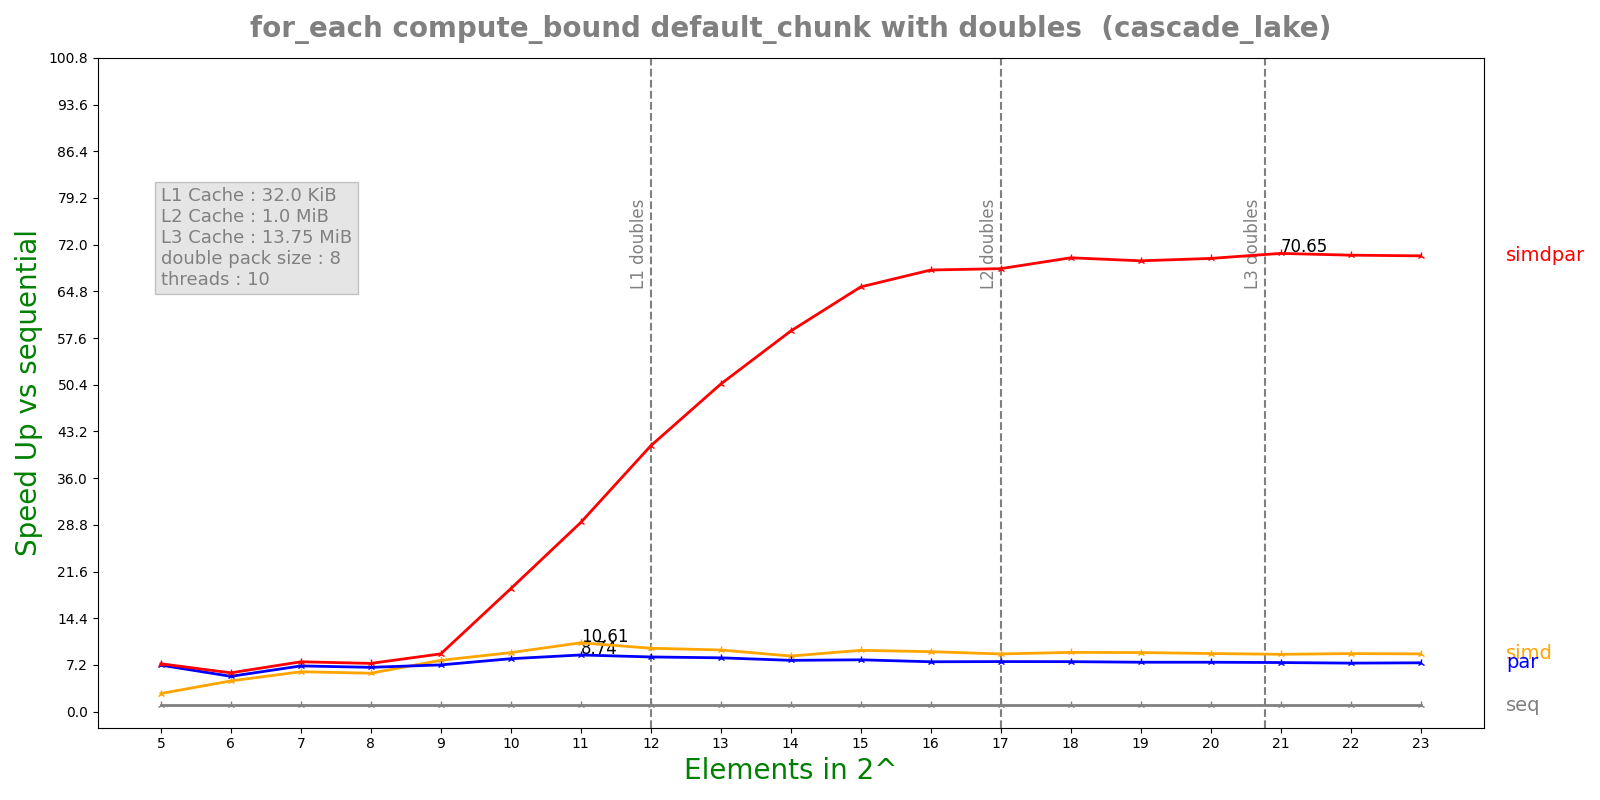 for_each compute_bound default_chunk with doubles (cascade_lake)
Speed Up vs sequential
100.8
93.6
86.4
79.2
72.0
64.8
57.6
50.4
43.2
36.0
28.8
21.6
14.4
7.2
0.0
L1 Cache : 32.0 KiB
L2 Cache : 1.0 MiB
L3 Cache : 13.75 MiB
double pack size : 8
threads : 10
L1 doubles
L2 doubles
L3 doubles
70.65
10.61
8.74
simdpar
simd
par
seq
5 6 7 8 9 10 11 12 13 14 15 16 17 18 19 20 21 22 23
Elements in 2^